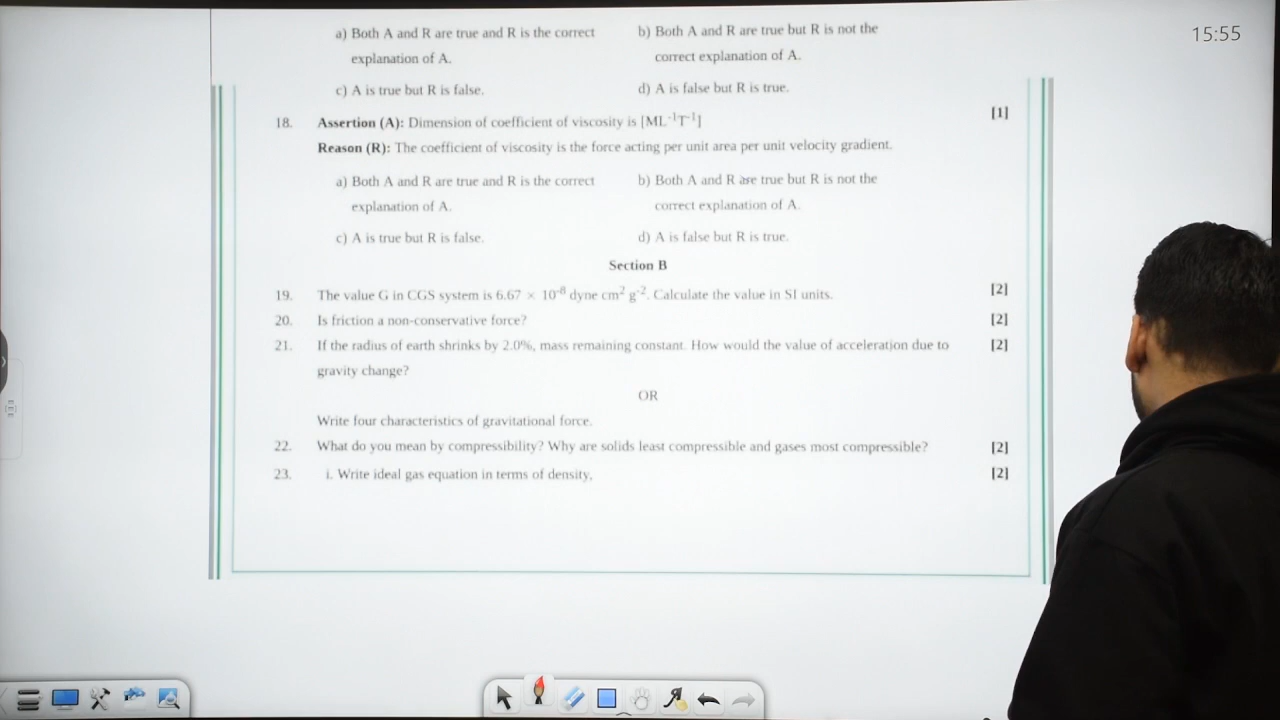 15:55
a) Both A and R are true and R is the correct explanation of A.
b) Both A and R are true but R is not the correct explanation of A.
c) A is true but R is false.
d) A is false but R is true.
18. Assertion (A): Dimension of coefficient of viscosity is [ML⁻¹T⁻¹] [1]
Reason (R): The coefficient of viscosity is the force acting per unit area per unit velocity gradient.
a) Both A and R are true and R is the correct explanation of A.
b) Both A and R are true but R is not the correct explanation of A.
c) A is true but R is false.
d) A is false but R is true.
Section B
19. The value G in CGS system is 6.67 × 10⁻⁸ dyne cm² g⁻². Calculate the value in SI units. [2]
20. Is friction a non-conservative force? [2]
21. If the radius of earth shrinks by 2.0%, mass remaining constant. How would the value of acceleration due to [2]
gravity change?
OR
Write four characteristics of gravitational force.
22. What do you mean by compressibility? Why are solids least compressible and gases most compressible? [2]
23. i. Write ideal gas equation in terms of density, [2]